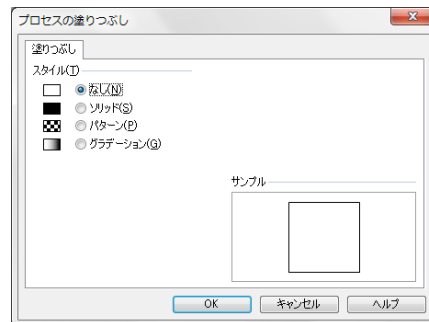 プロセスの塗りつぶし
塗りつぶし
スタイル(T)
なし(N)
ソリッド(S)
パターン(P)
グラデーション(G)
サンプル
OK
キャンセル
ヘルプ